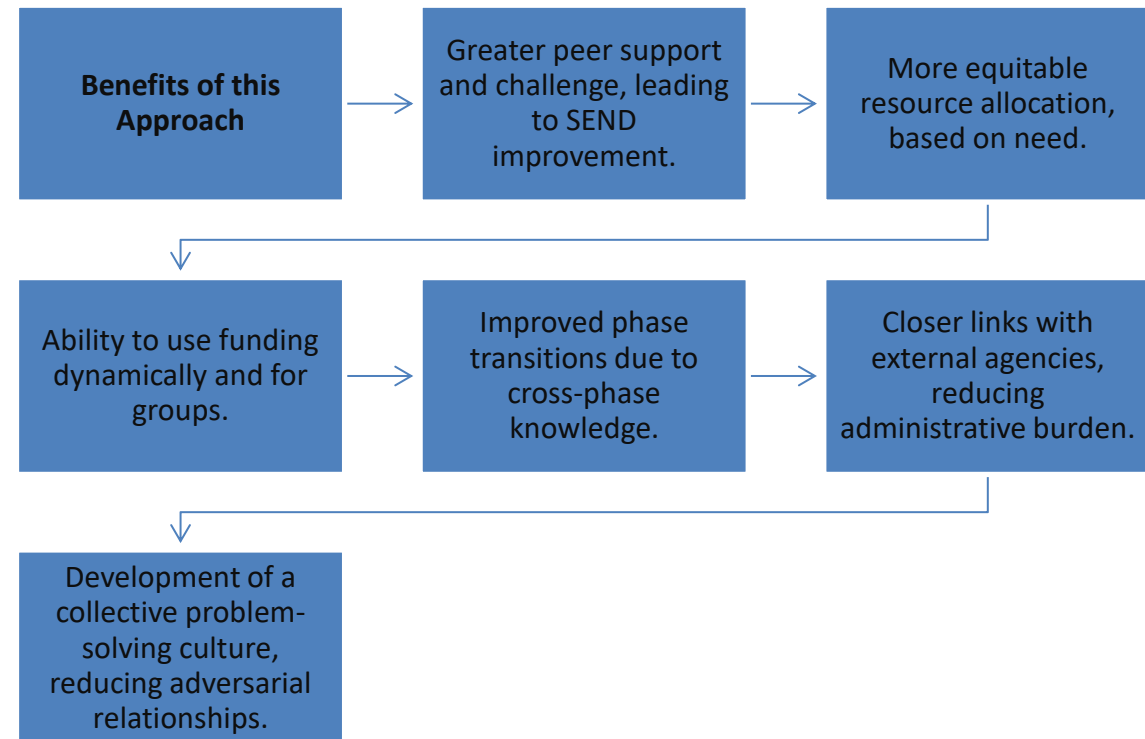 Benefits of this
Approach
Greater peer support
and challenge, leading
to SEND
improvement.
More equitable
resource allocation,
based on need.
Ability to use funding
dynamically and for
groups.
Improved phase
transitions due to
cross-phase
knowledge.
Closer links with
external agencies,
reducing
administrative burden.
Development of a
collective problem-
solving culture,
reducing adversarial
relationships.